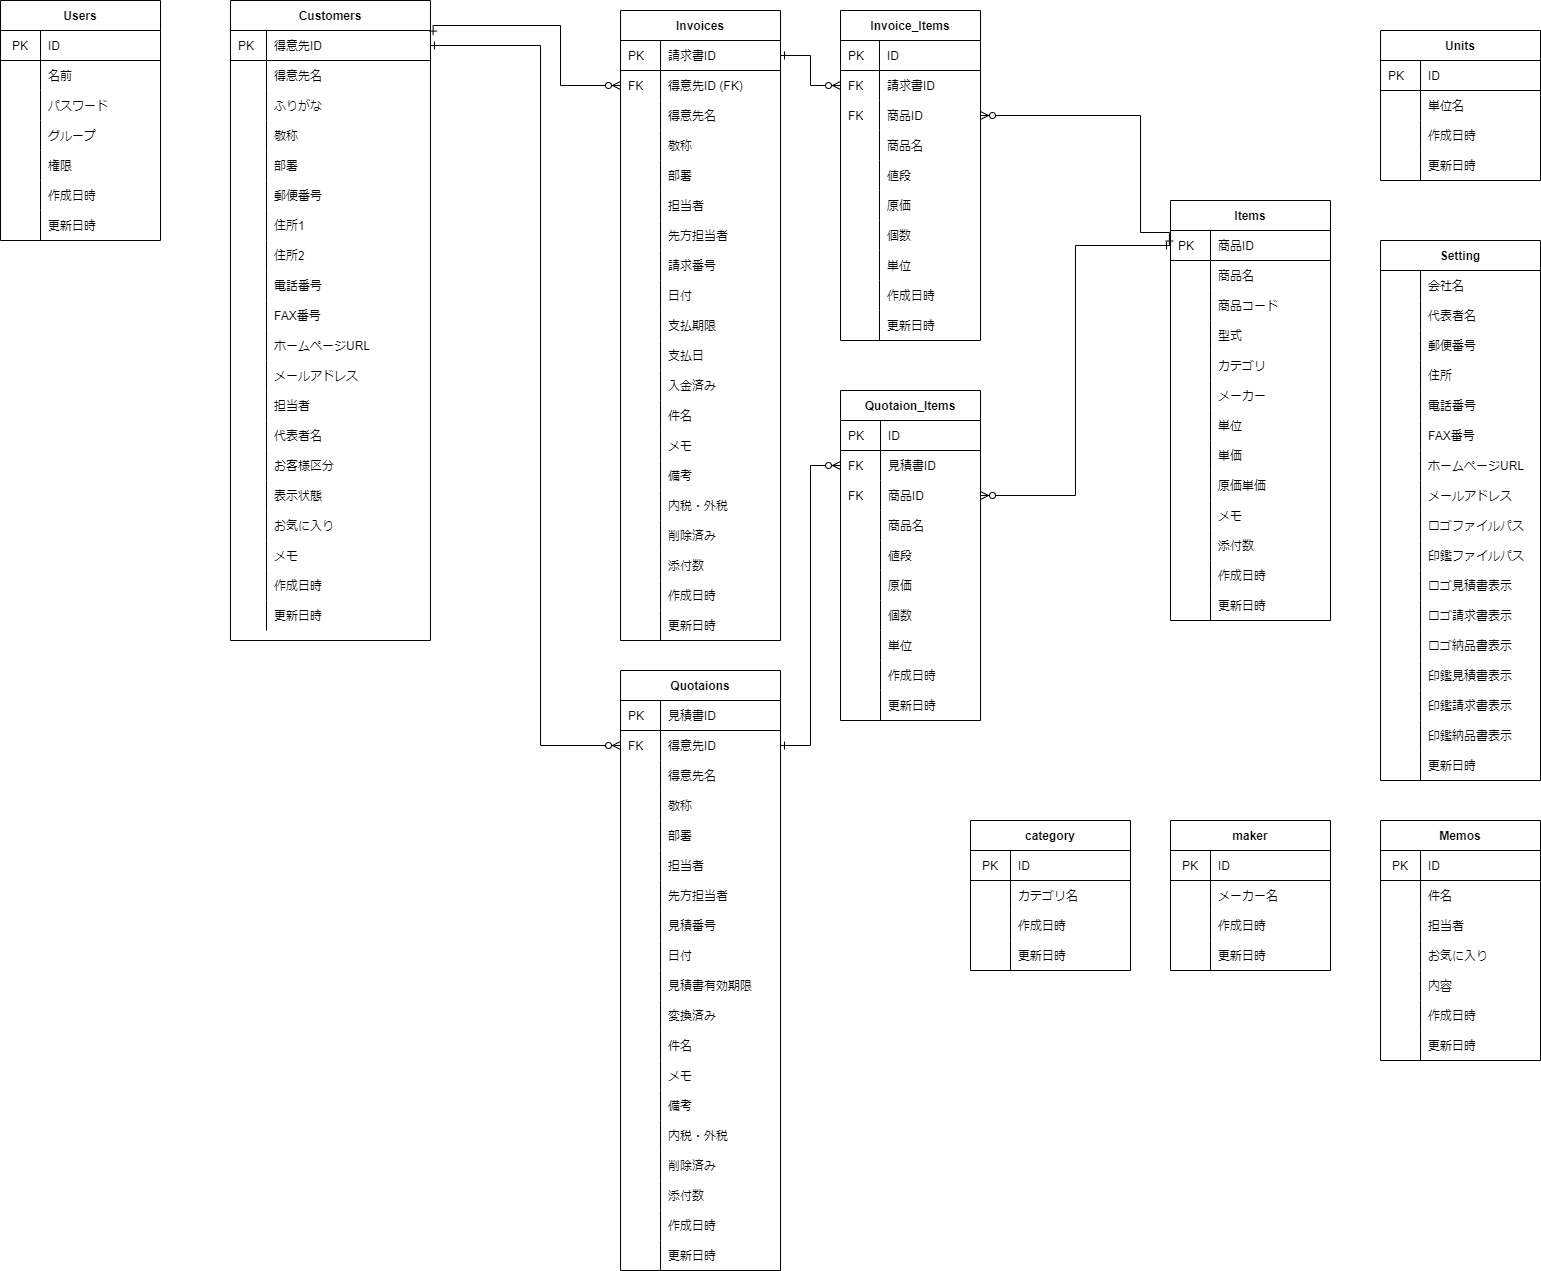 Users
PK ID
名前
パスワード
グループ
権限
作成日時
更新日時
Customers
PK 得意先ID
得意先名
ふりがな
敬称
部署
郵便番号
住所1
住所2
電話番号
FAX番号
ホームページURL
メールアドレス
担当者
代表者名
お客様区分
表示状態
お気に入り
メモ
作成日時
更新日時
Invoices
PK 請求書ID
FK 得意先ID (FK)
得意先名
敬称
部署
担当者
先方担当者
請求番号
日付
支払期限
支払日
入金済み
件名
メモ
備考
内税・外税
削除済み
添付数
作成日時
更新日時
Quotaions
PK 見積書ID
FK 得意先ID
得意先名
敬称
部署
担当者
先方担当者
見積番号
日付
見積書有効期限
変換済み
件名
メモ
備考
内税・外税
削除済み
添付数
作成日時
更新日時
Invoice_Items
PK ID
FK 請求書ID
FK 商品ID
商品名
値段
原価
個数
単位
作成日時
更新日時
Quotaion_Items
PK ID
FK 見積書ID
FK 商品ID
商品名
値段
原価
個数
単位
作成日時
更新日時
Items
PK 商品ID
商品名
商品コード
型式
カテゴリ
メーカー
単位
単価
原価単価
メモ
添付数
作成日時
更新日時
Units
PK ID
単位名
作成日時
更新日時
Setting
会社名
代表者名
郵便番号
住所
電話番号
FAX番号
ホームページURL
メールアドレス
ロゴファイルパス
印鑑ファイルパス
ロゴ見積書表示
ロゴ請求書表示
ロゴ納品書表示
印鑑見積書表示
印鑑請求書表示
印鑑納品書表示
更新日時
category
PK ID
カテゴリ名
作成日時
更新日時
maker
PK ID
メーカー名
作成日時
更新日時
Memos
PK ID
件名
担当者
お気に入り
内容
作成日時
更新日時